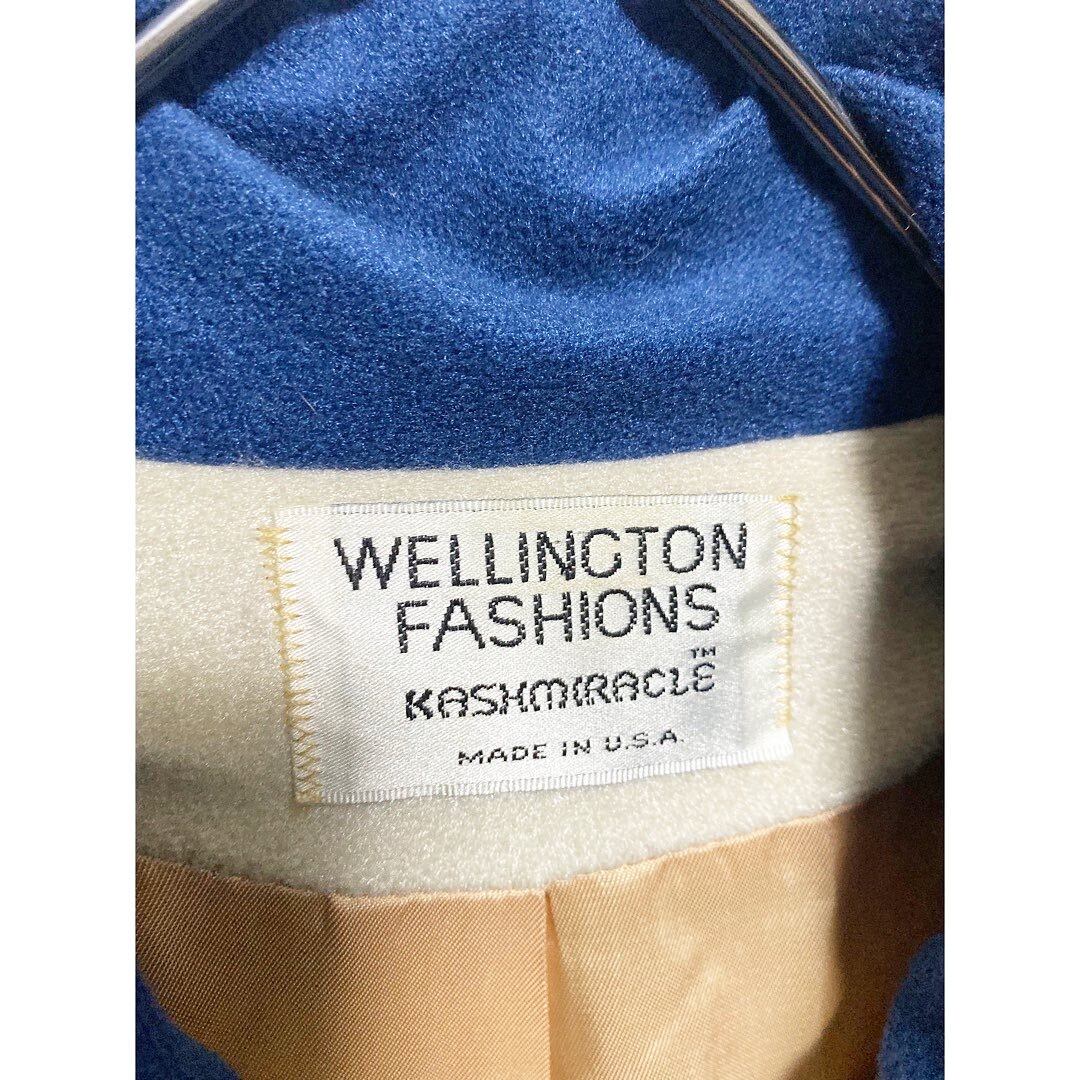 WELLINGTON
FASHIONS
KASHMIRACLE™
MADE IN U.S.A.